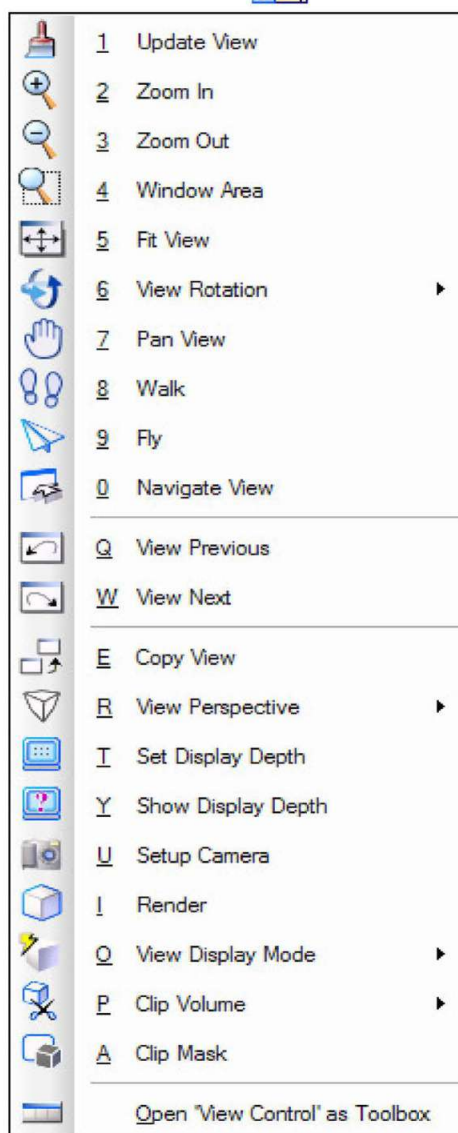 1 Update View
2 Zoom In
3 Zoom Out
4 Window Area
5 Fit View
6 View Rotation
7 Pan View
8 Walk
9 Fly
0 Navigate View
Q View Previous
W View Next
E Copy View
R View Perspective
T Set Display Depth
Y Show Display Depth
U Setup Camera
I Render
O View Display Mode
P Clip Volume
A Clip Mask
Open 'View Control' as Toolbox